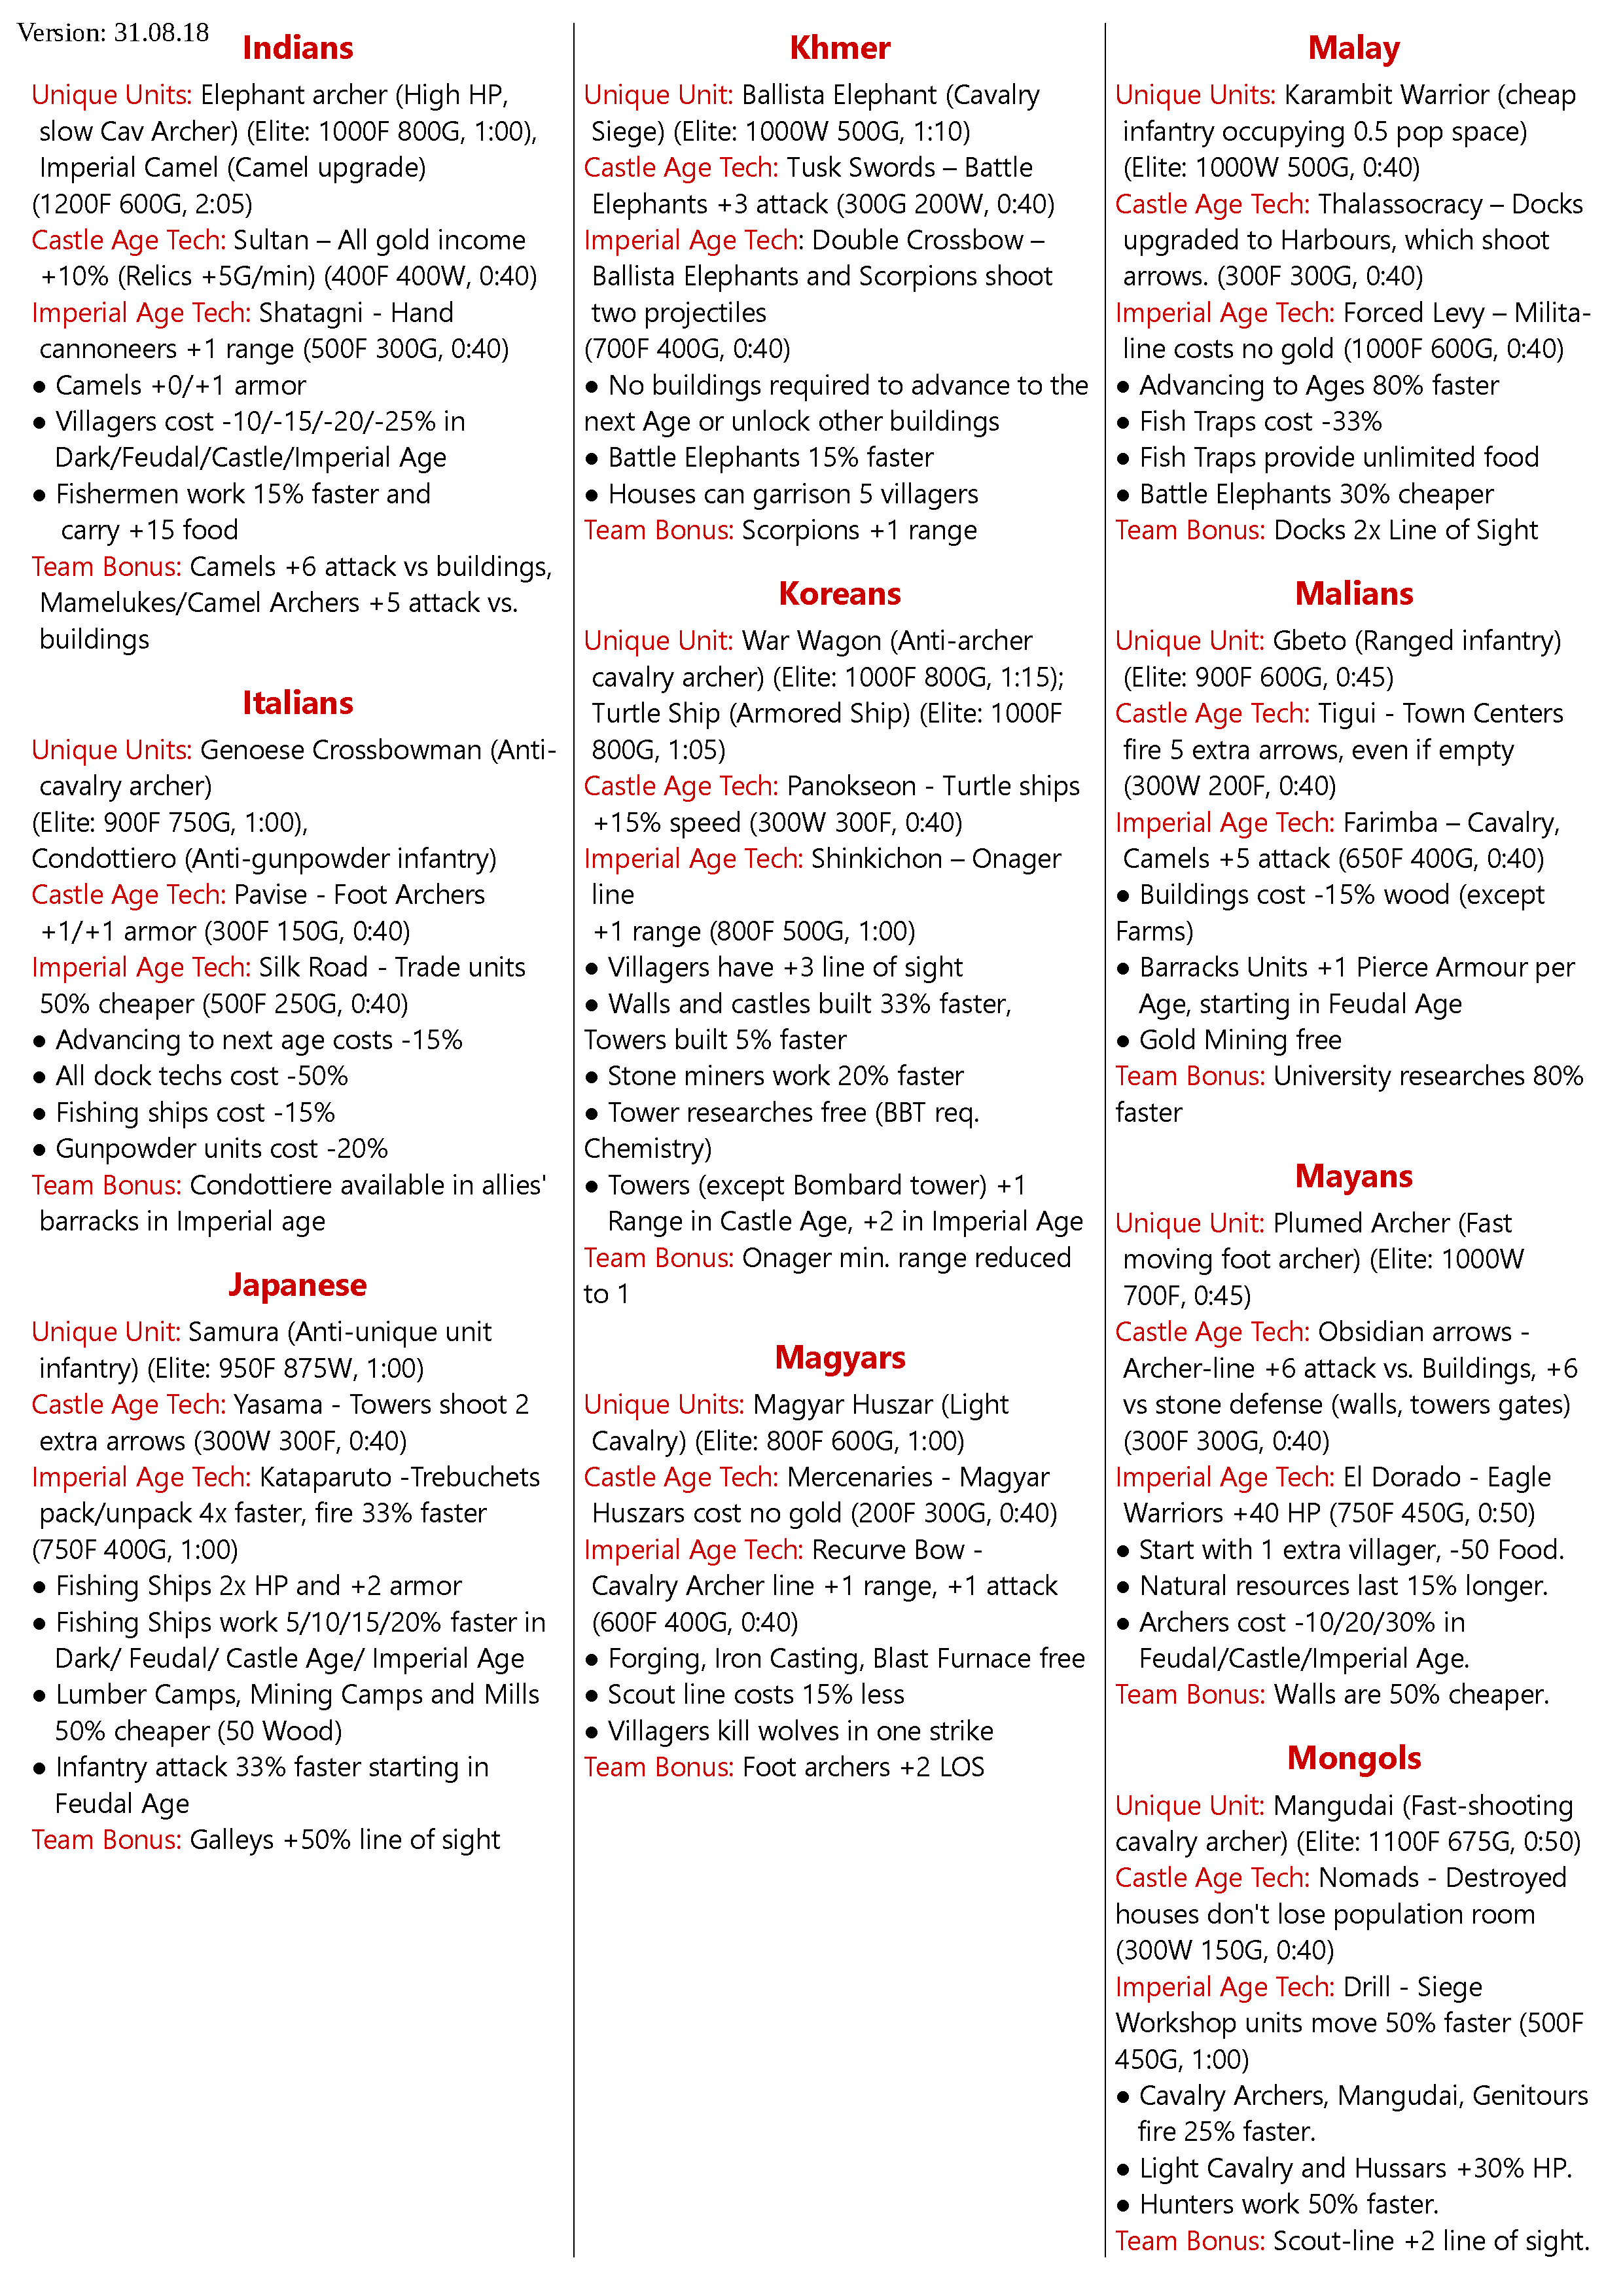 Version: 31.08.18
Indians
Unique Units: Elephant archer (High HP,
slow Cav Archer) (Elite: 1000F 800G, 1:00),
Imperial Camel (Camel upgrade)
(1200F 600G, 2:05)
Castle Age Tech: Sultan – All gold income
+10% (Relics +5G/min) (400F 400W, 0:40)
Imperial Age Tech: Shatagni - Hand
cannoneers +1 range (500F 300G, 0:40)
● Camels +0/+1 armor
● Villagers cost -10/-15/-20/-25% in
Dark/Feudal/Castle/Imperial Age
● Fishermen work 15% faster and
carry +15 food
Team Bonus: Camels +6 attack vs buildings,
Mamelukes/Camel Archers +5 attack vs.
buildings
Italians
Unique Units: Genoese Crossbowman (Anti-
cavalry archer)
(Elite: 900F 750G, 1:00),
Condottiero (Anti-gunpowder infantry)
Castle Age Tech: Pavise - Foot Archers
+1/+1 armor (300F 150G, 0:40)
Imperial Age Tech: Silk Road - Trade units
50% cheaper (500F 250G, 0:40)
● Advancing to next age costs -15%
● All dock techs cost -50%
● Fishing ships cost -15%
● Gunpowder units cost -20%
Team Bonus: Condottiere available in allies'
barracks in Imperial age
Japanese
Unique Unit: Samura (Anti-unique unit
infantry) (Elite: 950F 875W, 1:00)
Castle Age Tech: Yasama - Towers shoot 2
extra arrows (300W 300F, 0:40)
Imperial Age Tech: Kataparuto -Trebuchets
pack/unpack 4x faster, fire 33% faster
(750F 400G, 1:00)
● Fishing Ships 2x HP and +2 armor
● Fishing Ships work 5/10/15/20% faster in
Dark/ Feudal/ Castle Age/ Imperial Age
● Lumber Camps, Mining Camps and Mills
50% cheaper (50 Wood)
● Infantry attack 33% faster starting in
Feudal Age
Team Bonus: Galleys +50% line of sight
Khmer
Unique Unit: Ballista Elephant (Cavalry
Siege) (Elite: 1000W 500G, 1:10)
Castle Age Tech: Tusk Swords – Battle
Elephants +3 attack (300G 200W, 0:40)
Imperial Age Tech: Double Crossbow –
Ballista Elephants and Scorpions shoot
two projectiles
(700F 400G, 0:40)
● No buildings required to advance to the
next Age or unlock other buildings
● Battle Elephants 15% faster
● Houses can garrison 5 villagers
Team Bonus: Scorpions +1 range
Koreans
Unique Unit: War Wagon (Anti-archer
cavalry archer) (Elite: 1000F 800G, 1:15);
Turtle Ship (Armored Ship) (Elite: 1000F
800G, 1:05)
Castle Age Tech: Panokseon - Turtle ships
+15% speed (300W 300F, 0:40)
Imperial Age Tech: Shinkichon – Onager
line
+1 range (800F 500G, 1:00)
● Villagers have +3 line of sight
● Walls and castles built 33% faster,
Towers built 5% faster
● Stone miners work 20% faster
● Tower researches free (BBT req.
Chemistry)
● Towers (except Bombard tower) +1
Range in Castle Age, +2 in Imperial Age
Team Bonus: Onager min. range reduced
to 1
Magyars
Unique Units: Magyar Huszar (Light
Cavalry) (Elite: 800F 600G, 1:00)
Castle Age Tech: Mercenaries - Magyar
Huszars cost no gold (200F 300G, 0:40)
Imperial Age Tech: Recurve Bow -
Cavalry Archer line +1 range, +1 attack
(600F 400G, 0:40)
● Forging, Iron Casting, Blast Furnace free
● Scout line costs 15% less
● Villagers kill wolves in one strike
Team Bonus: Foot archers +2 LOS
Malay
Unique Units: Karambit Warrior (cheap
infantry occupying 0.5 pop space)
(Elite: 1000W 500G, 0:40)
Castle Age Tech: Thalassocracy – Docks
upgraded to Harbours, which shoot
arrows. (300F 300G, 0:40)
Imperial Age Tech: Forced Levy – Milita-
line costs no gold (1000F 600G, 0:40)
● Advancing to Ages 80% faster
● Fish Traps cost -33%
● Fish Traps provide unlimited food
● Battle Elephants 30% cheaper
Team Bonus: Docks 2x Line of Sight
Malians
Unique Unit: Gbeto (Ranged infantry)
(Elite: 900F 600G, 0:45)
Castle Age Tech: Tigui - Town Centers
fire 5 extra arrows, even if empty
(300W 200F, 0:40)
Imperial Age Tech: Farimba – Cavalry,
Camels +5 attack (650F 400G, 0:40)
● Buildings cost -15% wood (except
Farms)
● Barracks Units +1 Pierce Armour per
Age, starting in Feudal Age
● Gold Mining free
Team Bonus: University researches 80%
faster
Mayans
Unique Unit: Plumed Archer (Fast
moving foot archer) (Elite: 1000W
700F, 0:45)
Castle Age Tech: Obsidian arrows -
Archer-line +6 attack vs. Buildings, +6
vs stone defense (walls, towers gates)
(300F 300G, 0:40)
Imperial Age Tech: El Dorado - Eagle
Warriors +40 HP (750F 450G, 0:50)
● Start with 1 extra villager, -50 Food.
● Natural resources last 15% longer.
● Archers cost -10/20/30% in
Feudal/Castle/Imperial Age.
Team Bonus: Walls are 50% cheaper.
Mongols
Unique Unit: Mangudai (Fast-shooting
cavalry archer) (Elite: 1100F 675G, 0:50)
Castle Age Tech: Nomads - Destroyed
houses don't lose population room
(300W 150G, 0:40)
Imperial Age Tech: Drill - Siege
Workshop units move 50% faster (500F
450G, 1:00)
● Cavalry Archers, Mangudai, Genitours
fire 25% faster.
● Light Cavalry and Hussars +30% HP.
● Hunters work 50% faster.
Team Bonus: Scout-line +2 line of sight.